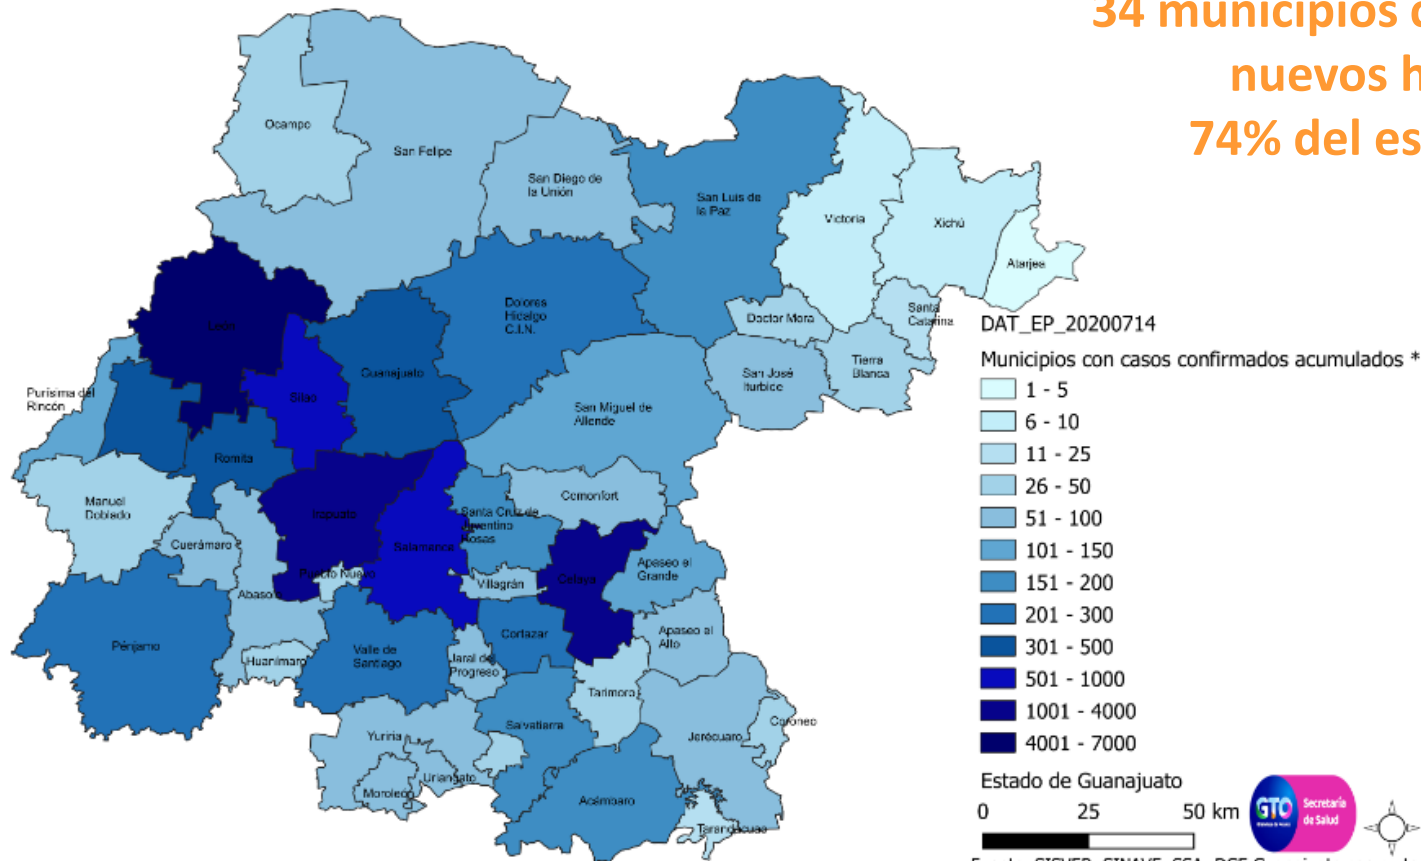 34 municipios
nuevos
74% del
Ocampo
San Felipe
San Diego de
la Unión
San Luis de
la Paz
Victoria
Xichú
Atarjea
León
Dolores
Hidalgo
C.I.N.
Doctor Mora
Santa
Catarina
Tierra
Blanca
San José
Iturbide
Guanajuato
Silao
Purísima del
Rincón
San Miguel de
Allende
Romita
Manuel
Doblado
Irapuato
Comonfort
Santa Cruz de
Juventino
Rosas
Salamanca
Cuerámaro
Pueblo Nuevo
Villagrán
Celaya
Apaseo el
Grande
Abasolo
Pénjamo
Huanímaro
Valle de
Santiago
Cortazar
Apaseo el
Alto
Jaral del
Progreso
Tarimoro
Yuriria
Salvatierra
Jerécuaro
Coroneo
Uriangato
Moroleón
Acámbaro
Tarandacuao
DAT_EP_20200714
Municipios con casos confirmados acumulados *
1 - 5
6 - 10
11 - 25
26 - 50
51 - 100
101 - 150
151 - 200
201 - 300
301 - 500
501 - 1000
1001 - 4000
4001 - 7000
Estado de Guanajuato
0 25 50 km
GTO
Secretaría
de Salud